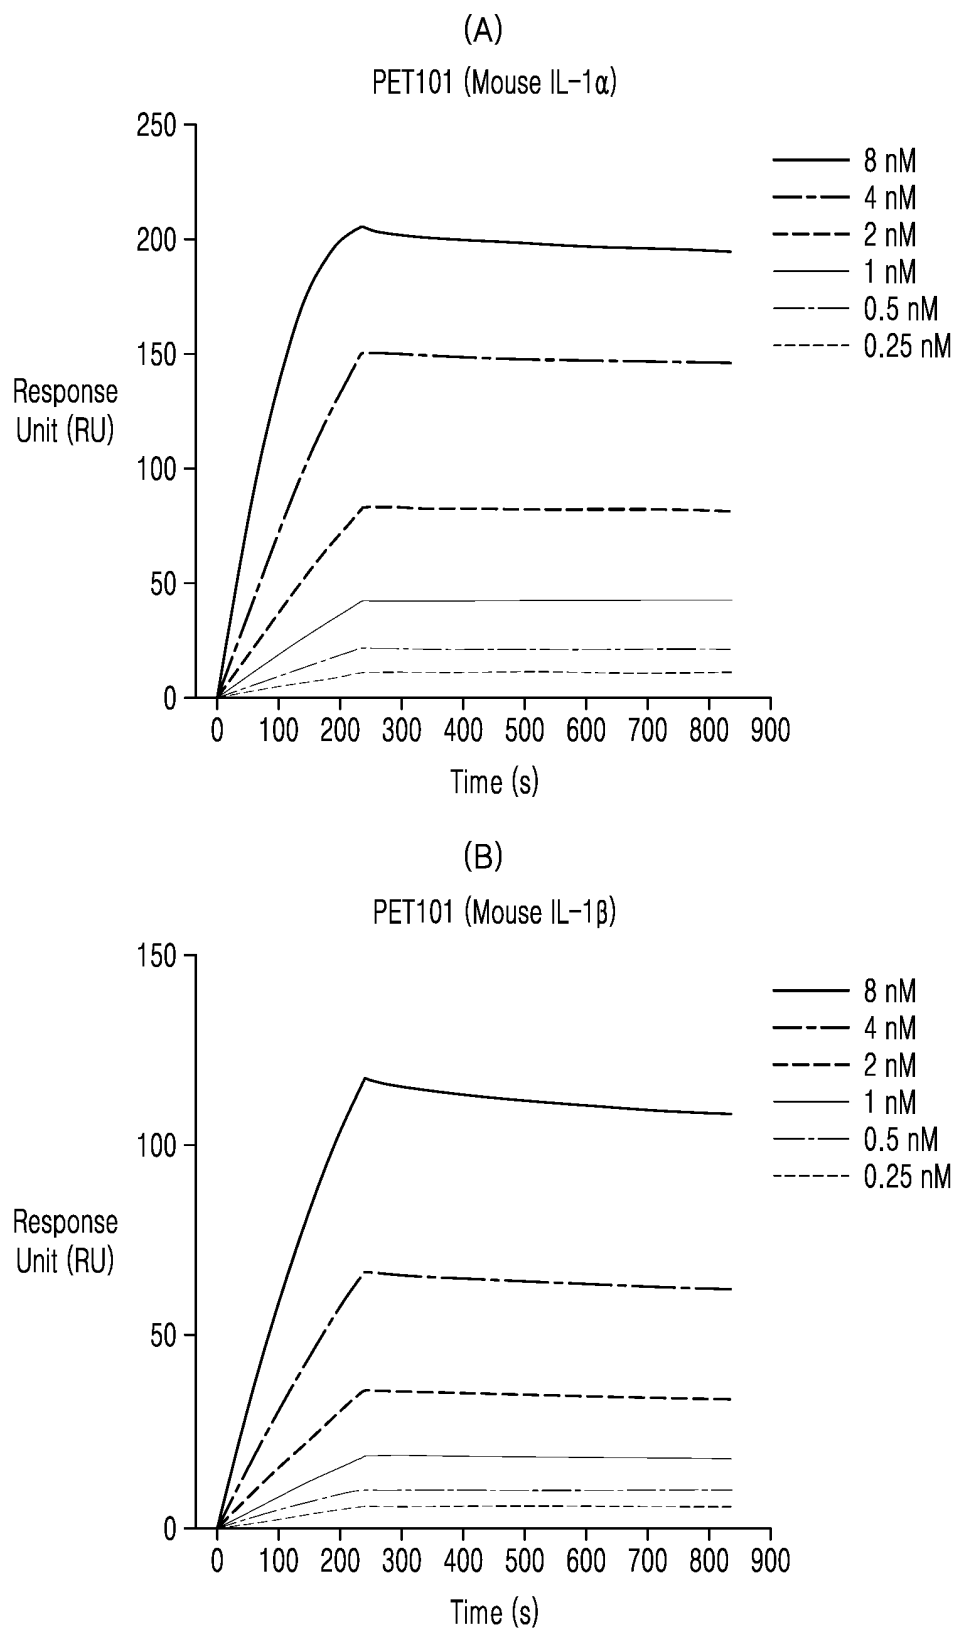 (A)
PET101 (Mouse IL-1α)
250
200
150
100
50
0
Response
Unit (RU)
8 nM
4 nM
2 nM
1 nM
0.5 nM
0.25 nM
0 100 200 300 400 500 600 700 800 900
Time (s)
(B)
PET101 (Mouse IL-1β)
150
100
50
0
Response
Unit (RU)
8 nM
4 nM
2 nM
1 nM
0.5 nM
0.25 nM
0 100 200 300 400 500 600 700 800 900
Time (s)